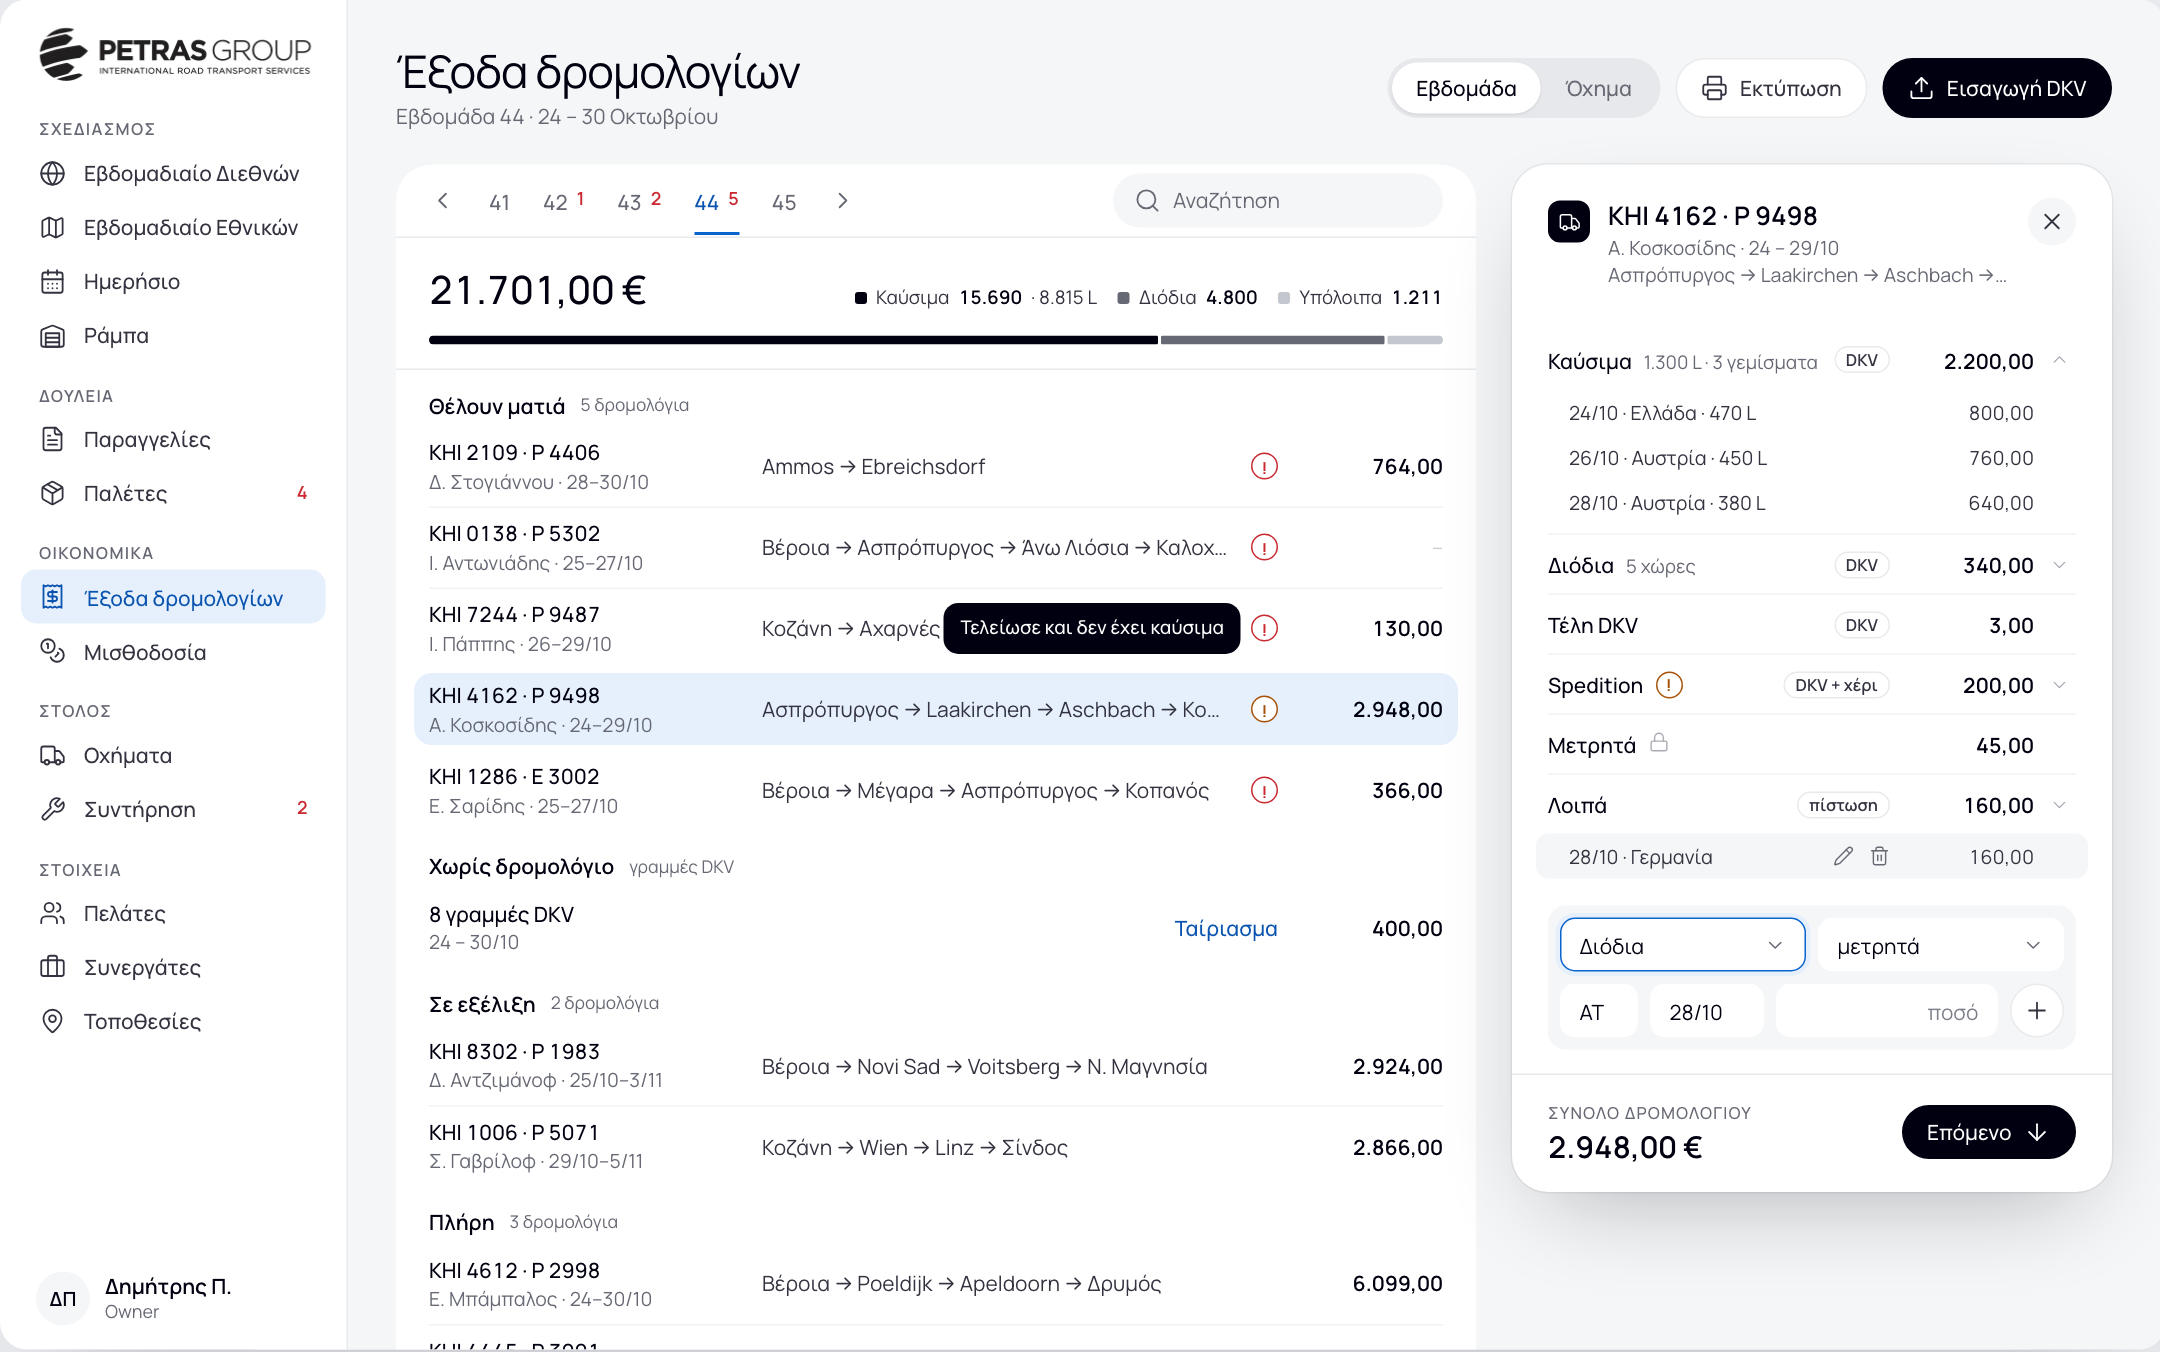 PETRAS GROUP
INTERNATIONAL ROAD TRANSPORT SERVICES
ΣΧΕΔΙΑΣΜΟΣ
Εβδομαδιαίο Διεθνών
Εβδομαδιαίο Εθνικών
Ημερήσιο
Ράμπα
ΔΟΥΛΕΙΑ
Παραγγελίες
Παλέτες 4
ΟΙΚΟΝΟΜΙΚΑ
Έξοδα δρομολογίων
Μισθοδοσία
ΣΤΟΛΟΣ
Οχήματα
Συντήρηση 2
ΣΤΟΙΧΕΙΑ
Πελάτες
Συνεργάτες
Τοποθεσίες
ΔΠ
Δημήτρης Π.
Owner
Έξοδα δρομολογίων
Εβδομάδα 44 · 24 – 30 Οκτωβρίου
Εβδομάδα Όχημα Εκτύπωση Εισαγωγή DKV
41 42 1 43 2 44 5 45 Αναζήτηση
21.701,00 € Καύσιμα 15.690 · 8.815 L Διόδια 4.800 Υπόλοιπα 1.211
Θέλουν ματιά 5 δρομολόγια
KHI 2109 · P 4406
Δ. Στογιάννου · 28–30/10
Ammos → Ebreichsdorf
764,00
KHI 0138 · P 5302
Ι. Αντωνιάδης · 25–27/10
Βέροια → Ασπρόπυργος → Άνω Λιόσια → Καλοχ...
–
KHI 7244 · P 9487
Ι. Πάππης · 26–29/10
Κοζάνη → Αχαρνές
Τελείωσε και δεν έχει καύσιμα
130,00
KHI 4162 · P 9498
Α. Κοσκοσίδης · 24–29/10
Ασπρόπυργος → Laakirchen → Aschbach → Κο...
2.948,00
KHI 1286 · E 3002
Ε. Σαρίδης · 25–27/10
Βέροια → Μέγαρα → Ασπρόπυργος → Κοπανός
366,00
Χωρίς δρομολόγιο γραμμές DKV
8 γραμμές DKV
24 – 30/10
Ταίριασμα
400,00
Σε εξέλιξη 2 δρομολόγια
KHI 8302 · P 1983
Δ. Αντζιμάνοφ · 25/10–3/11
Βέροια → Novi Sad → Voitsberg → Ν. Μαγνησία
2.924,00
KHI 1006 · P 5071
Σ. Γαβρίλοφ · 29/10–5/11
Κοζάνη → Wien → Linz → Σίνδος
2.866,00
Πλήρη 3 δρομολόγια
KHI 4612 · P 2998
Ε. Μπάμπαλος · 24–30/10
Βέροια → Poeldijk → Apeldoorn → Δρυμός
6.099,00
KHI 4162 · P 9498
Α. Κοσκοσίδης · 24 – 29/10
Ασπρόπυργος → Laakirchen → Aschbach →...
Καύσιμα 1.300 L · 3 γεμίσματα DKV 2.200,00
24/10 · Ελλάδα · 470 L 800,00
26/10 · Αυστρία · 450 L 760,00
28/10 · Αυστρία · 380 L 640,00
Διόδια 5 χώρες DKV 340,00
Τέλη DKV DKV 3,00
Spedition DKV + χέρι 200,00
Μετρητά 45,00
Λοιπά πίστωση 160,00
28/10 · Γερμανία 160,00
Διόδια μετρητά
AT 28/10 ποσό
ΣΥΝΟΛΟ ΔΡΟΜΟΛΟΓΙΟΥ
2.948,00 €
Επόμενο